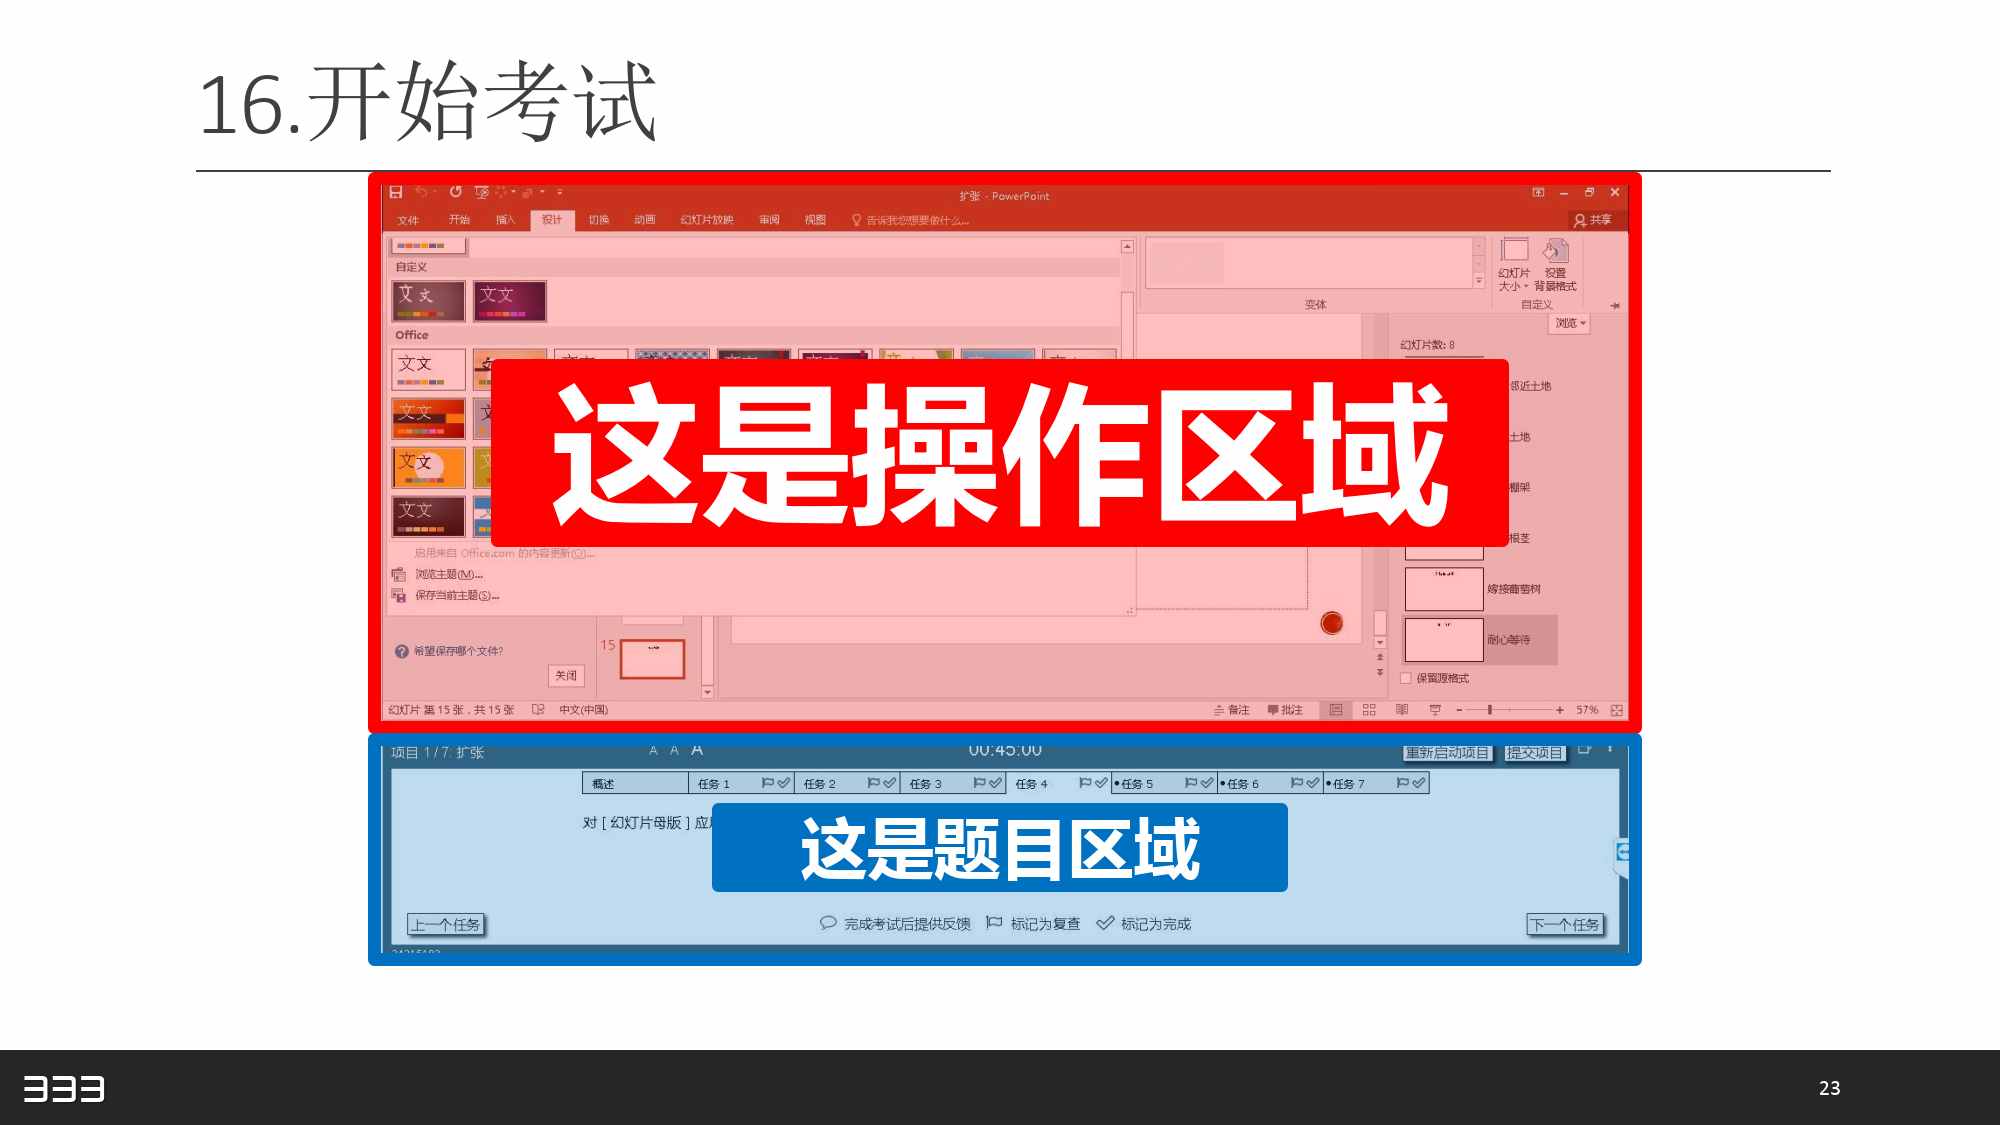 16.开始考试
扩张 - PowerPoint
文件 开始 插入 设计 切换 动画 幻灯片放映 审阅 视图 告诉我您想要做什么...
共享
自定义
文文 文文
Office
文文
文文
文文
文文
幻灯片大小 设置背景格式
变体 自定义
浏览
幻灯片数: 8
邻近土地
土地
棚架
根茎
嫁接葡萄树
耐心等待
保留源格式
这是操作区域
启用来自 Office.com 的内容更新(O)...
浏览主题(M)...
保存当前主题(S)...
希望保存哪个文件?
关闭
15
幻灯片 第 15 张，共 15 张 中文(中国)
备注 批注 57%
项目 1 / 7: 扩张 A A A 00:45:00 重新启动项目 提交项目
概述 任务 1 任务 2 任务 3 任务 4 任务 5 任务 6 任务 7
对 [ 幻灯片母版 ] 应
这是题目区域
上一个任务 完成考试后提供反馈 标记为复查 标记为完成 下一个任务
333
23